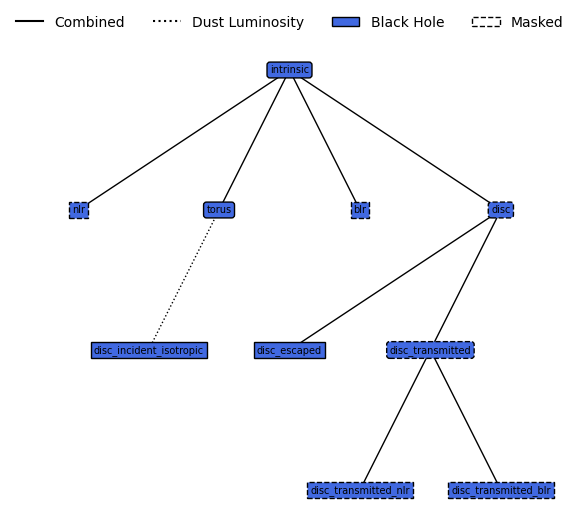 Combined Dust Luminosity Black Hole Masked
intrinsic
nlr torus blr disc
disc_incident_isotropic disc_escaped disc_transmitted
disc_transmitted_nlr disc_transmitted_blr